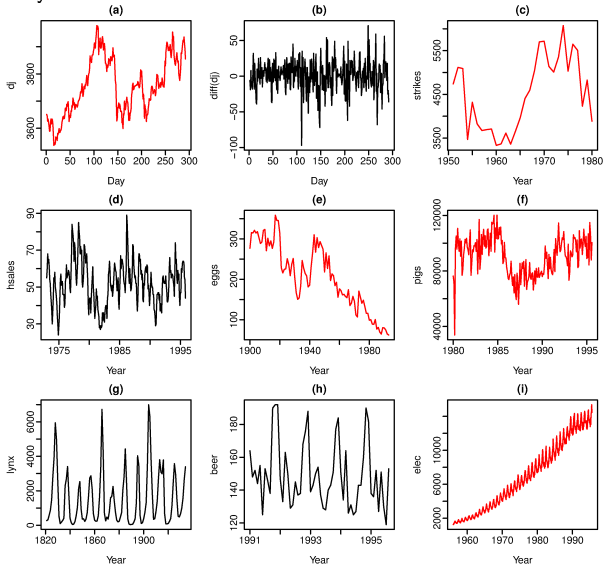 (a) (b) (c)
dj 3600 3800
0 50 100 150 200 250 300
Day
diff(dj) −100 −50 0 50
0 50 100 150 200 250 300
Day
strikes 3500 4500 5500
1950 1960 1970 1980
Year
(d) (e) (f)
hsales 30 50 70 90
1975 1985 1995
Year
eggs 100 200 300
1900 1940 1980
Year
pigs 40000 80000 120000
1980 1985 1990 1995
Year
(g) (h) (i)
lynx 0 2000 4000 6000
1820 1860 1900
Year
beer 120 140 160 180
1991 1993 1995
Year
elec 2000 6000 10000
1960 1970 1980 1990
Year